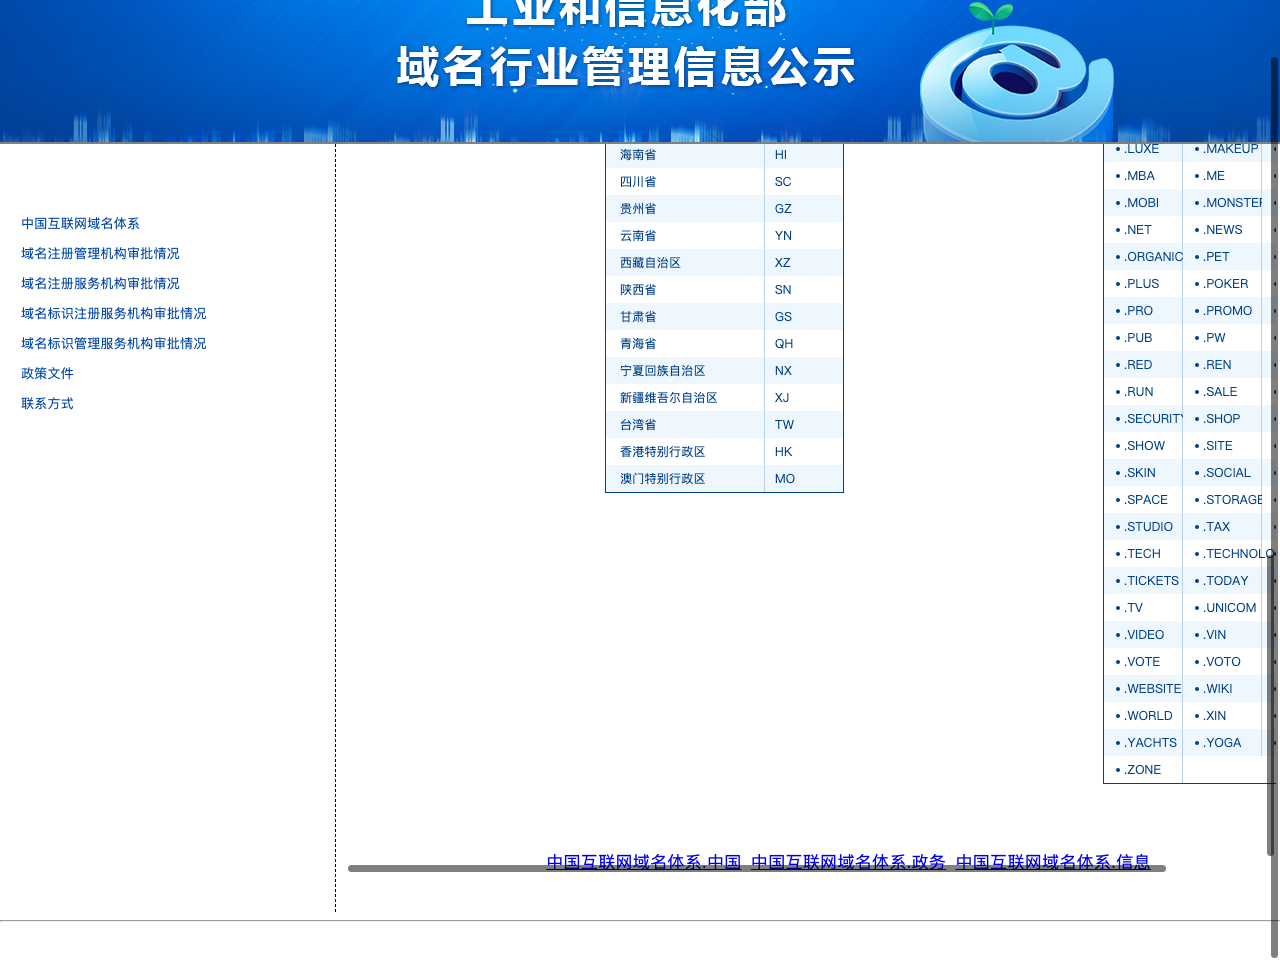 工业和信息化部
域名行业管理信息公示
中国互联网域名体系
域名注册管理机构审批情况
域名注册服务机构审批情况
域名标识注册服务机构审批情况
域名标识管理服务机构审批情况
政策文件
联系方式
海南省 HI
四川省 SC
贵州省 GZ
云南省 YN
西藏自治区 XZ
陕西省 SN
甘肃省 GS
青海省 QH
宁夏回族自治区 NX
新疆维吾尔自治区 XJ
台湾省 TW
香港特别行政区 HK
澳门特别行政区 MO
.LUXE .MAKEUP
.MBA .ME
.MOBI .MONSTER
.NET .NEWS
.ORGANIC .PET
.PLUS .POKER
.PRO .PROMO
.PUB .PW
.RED .REN
.RUN .SALE
.SECURITY .SHOP
.SHOW .SITE
.SKIN .SOCIAL
.SPACE .STORAGE
.STUDIO .TAX
.TECH .TECHNOLO
.TICKETS .TODAY
.TV .UNICOM
.VIDEO .VIN
.VOTE .VOTO
.WEBSITE .WIKI
.WORLD .XIN
.YACHTS .YOGA
.ZONE
中国互联网域名体系.中国 中国互联网域名体系.政务 中国互联网域名体系.信息